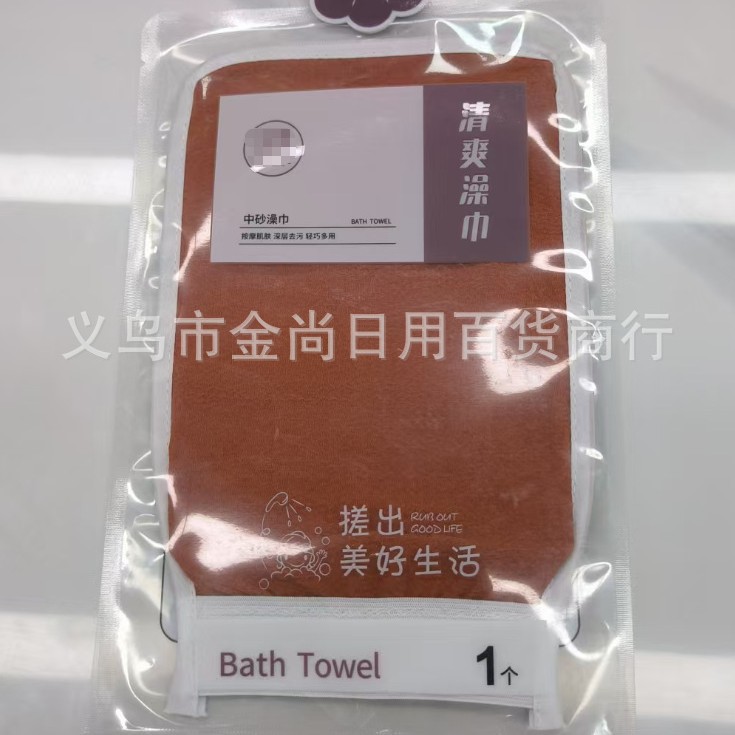 清爽澡巾
中砂澡巾
BATH TOWEL
按摩肌肤 深层去污 轻巧多用
义乌市金尚日用百货商行
搓出
RUB OUT
GOOD LIFE
美好生活
Bath Towel
1个